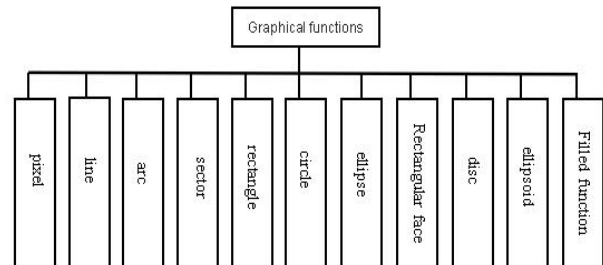 Graphical functions
pixel
line
arc
sector
rectangle
circle
ellipse
Rectangular face
disc
ellipsoid
Filled function